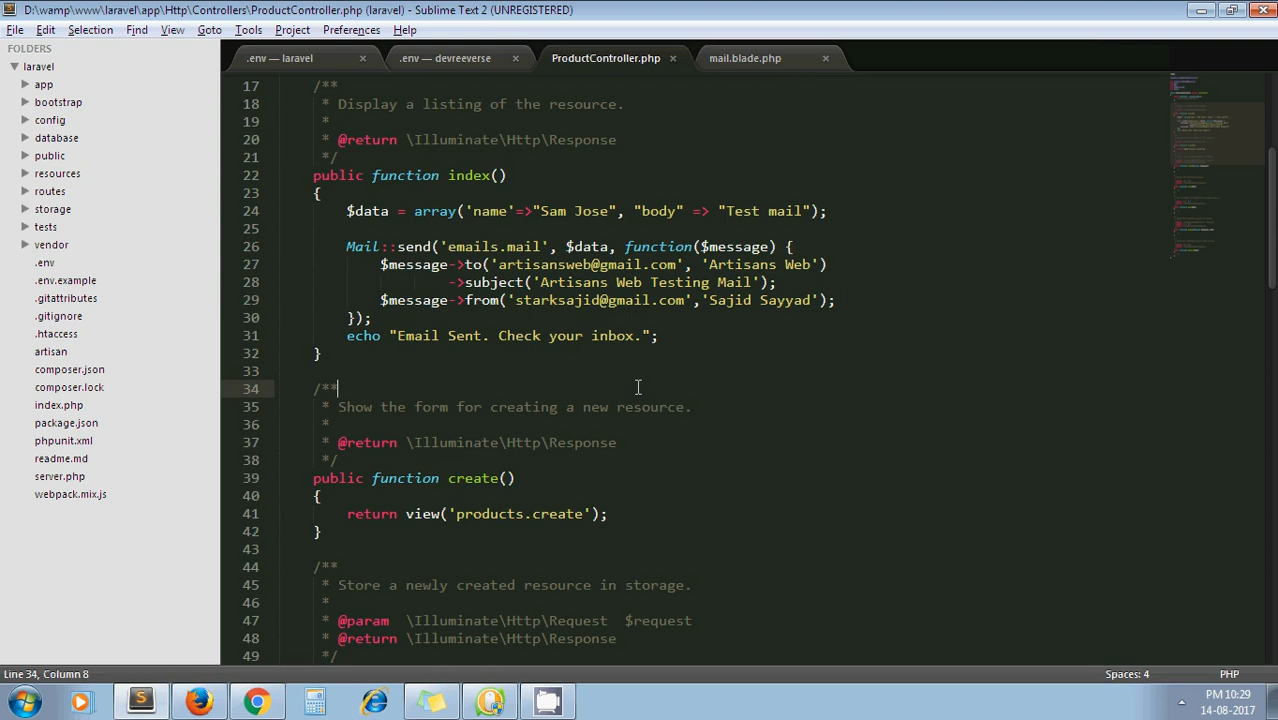 D:\wamp\www\laravel\app\Http\Controllers\ProductController.php (laravel) - Sublime Text 2 (UNREGISTERED)
File Edit Selection Find View Goto Tools Project Preferences Help
FOLDERS
laravel
app
bootstrap
config
database
public
resources
routes
storage
tests
vendor
.env
.env.example
.gitattributes
.gitignore
.htaccess
artisan
composer.json
composer.lock
index.php
package.json
phpunit.xml
readme.md
server.php
webpack.mix.js
.env — laravel × .env — devreeverse × ProductController.php × mail.blade.php ×
17 /**
18 * Display a listing of the resource.
19 *
20 * @return \Illuminate\Http\Response
21 */
22 public function index()
23 {
24 $data = array('name'=>"Sam Jose", "body" => "Test mail");
25
26 Mail::send('emails.mail', $data, function($message) {
27 $message->to('artisansweb@gmail.com', 'Artisans Web')
28 ->subject('Artisans Web Testing Mail');
29 $message->from('starksajid@gmail.com','Sajid Sayyad');
30 });
31 echo "Email Sent. Check your inbox.";
32 }
33
34 /**
35 * Show the form for creating a new resource.
36 *
37 * @return \Illuminate\Http\Response
38 */
39 public function create()
40 {
41 return view('products.create');
42 }
43
44 /**
45 * Store a newly created resource in storage.
46 *
47 * @param  \Illuminate\Http\Request  $request
48 * @return \Illuminate\Http\Response
49 */
Line 34, Column 8 Spaces: 4 PHP
PM 10:29
14-08-2017